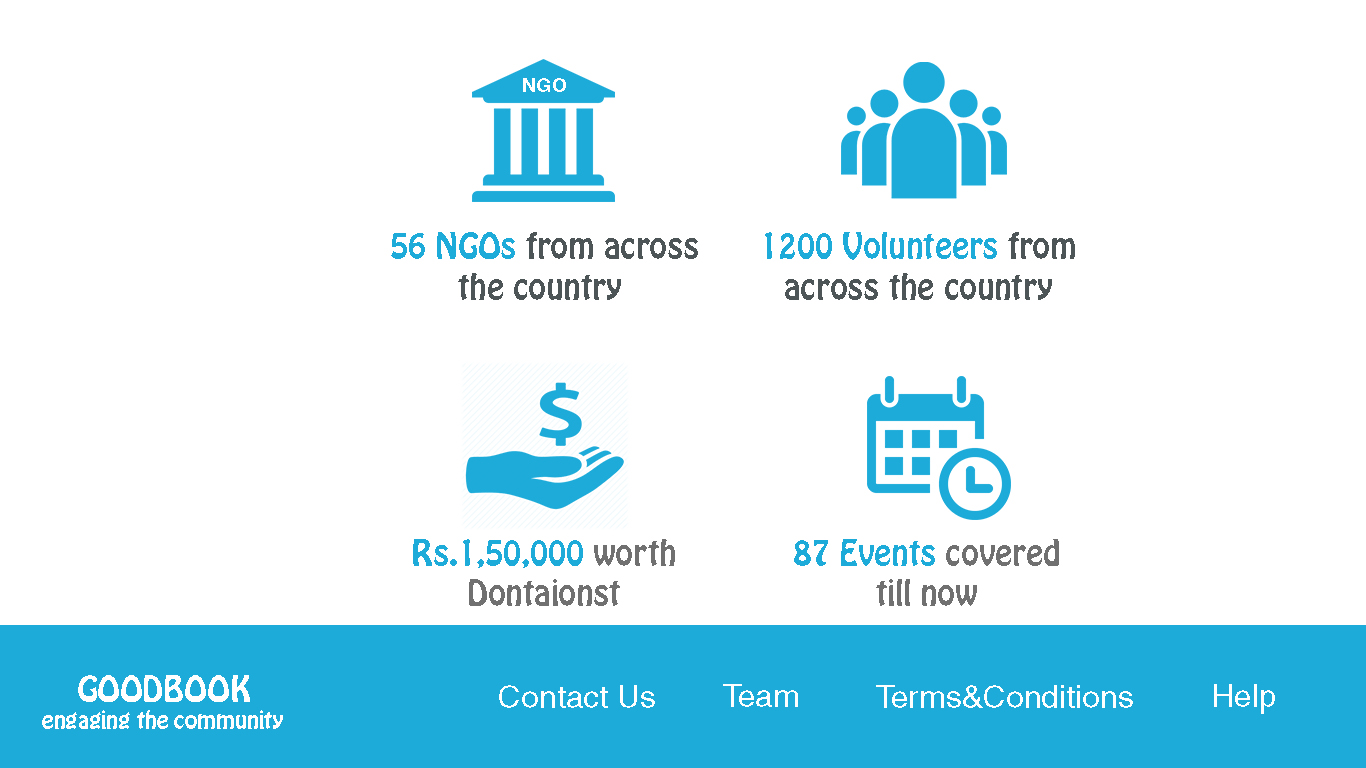 NGO
56 NGOs from across
the country
1200 Volunteers from
across the country
$
Rs.1,50,000 worth
Dontaionst
87 Events covered
till now
GOODBOOK
engaging the community
Contact Us
Team
Terms&Conditions
Help